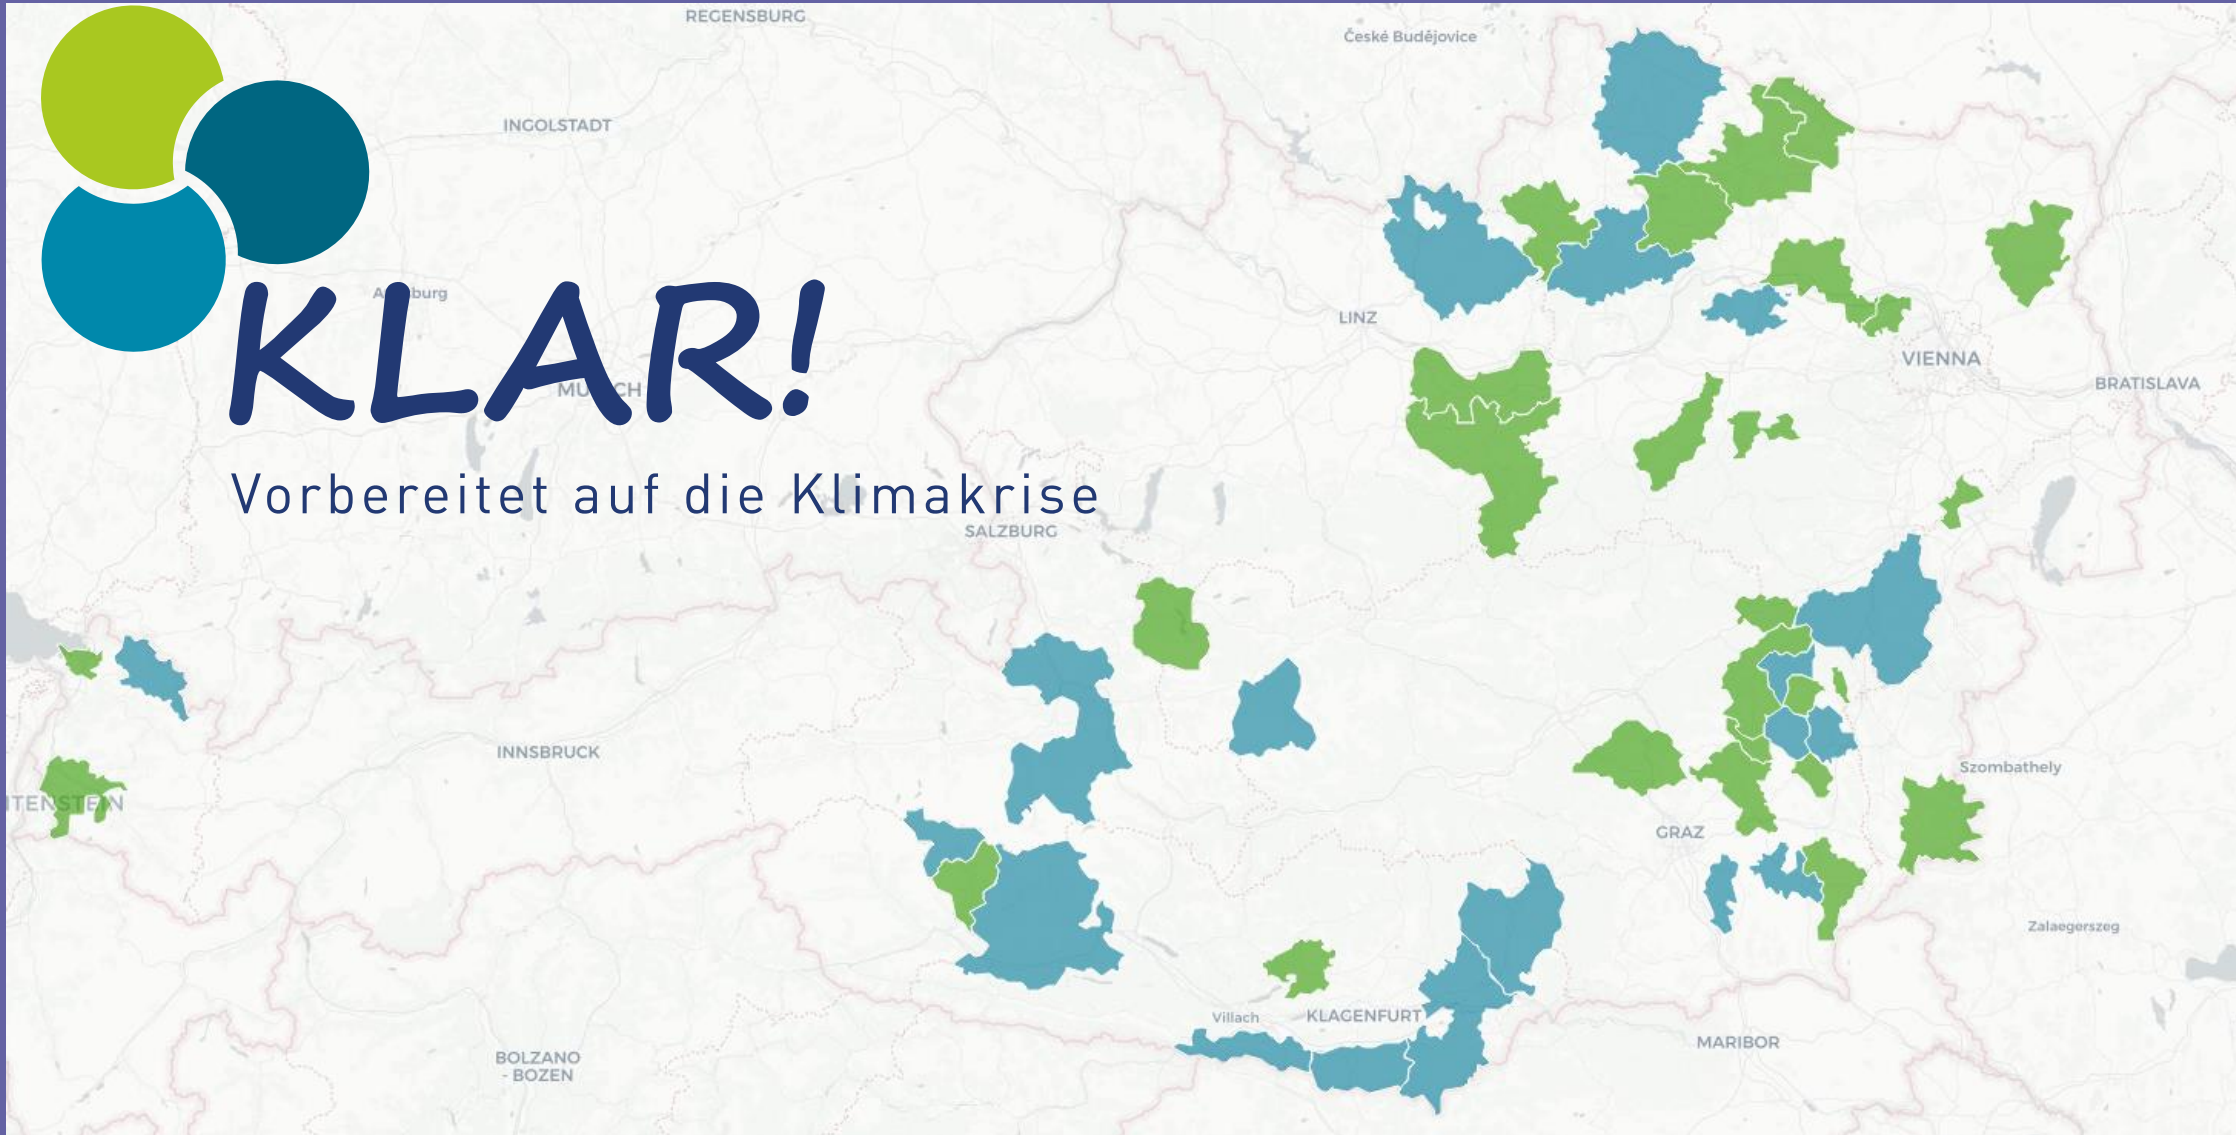 REGENSBURG
České Budějovice
INGOLSTADT
KLAR!
LINZ
VIENNA
BRATISLAVA
Vorbereitet auf die Klimakrise
SALZBURG
INNSBRUCK
Szombathely
GRAZ
Zalaegerszeg
Villach
KLAGENFURT
MARIBOR
BOLZANO
- BOZEN